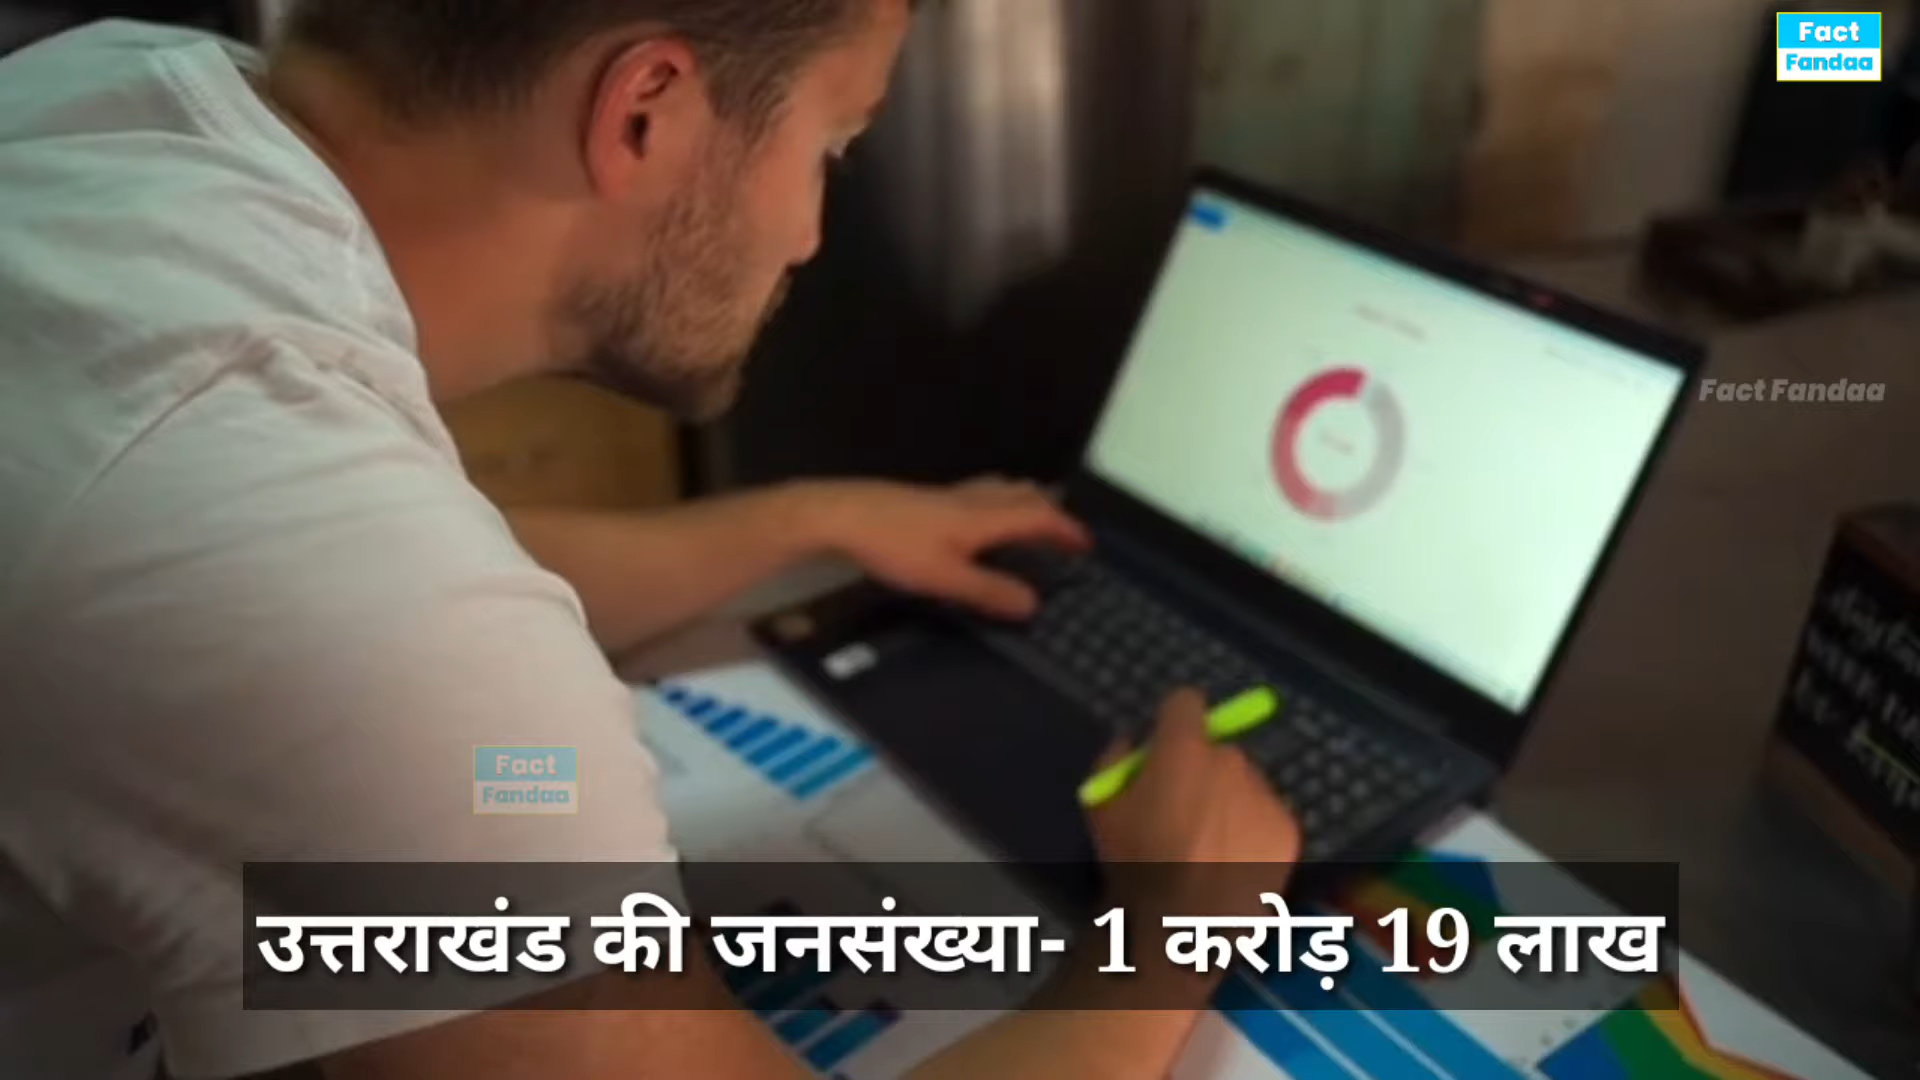 Fact
Fandaa
Fact Fandaa
Fact
Fandaa
उत्तराखंड की जनसंख्या- 1 करोड़ 19 लाख